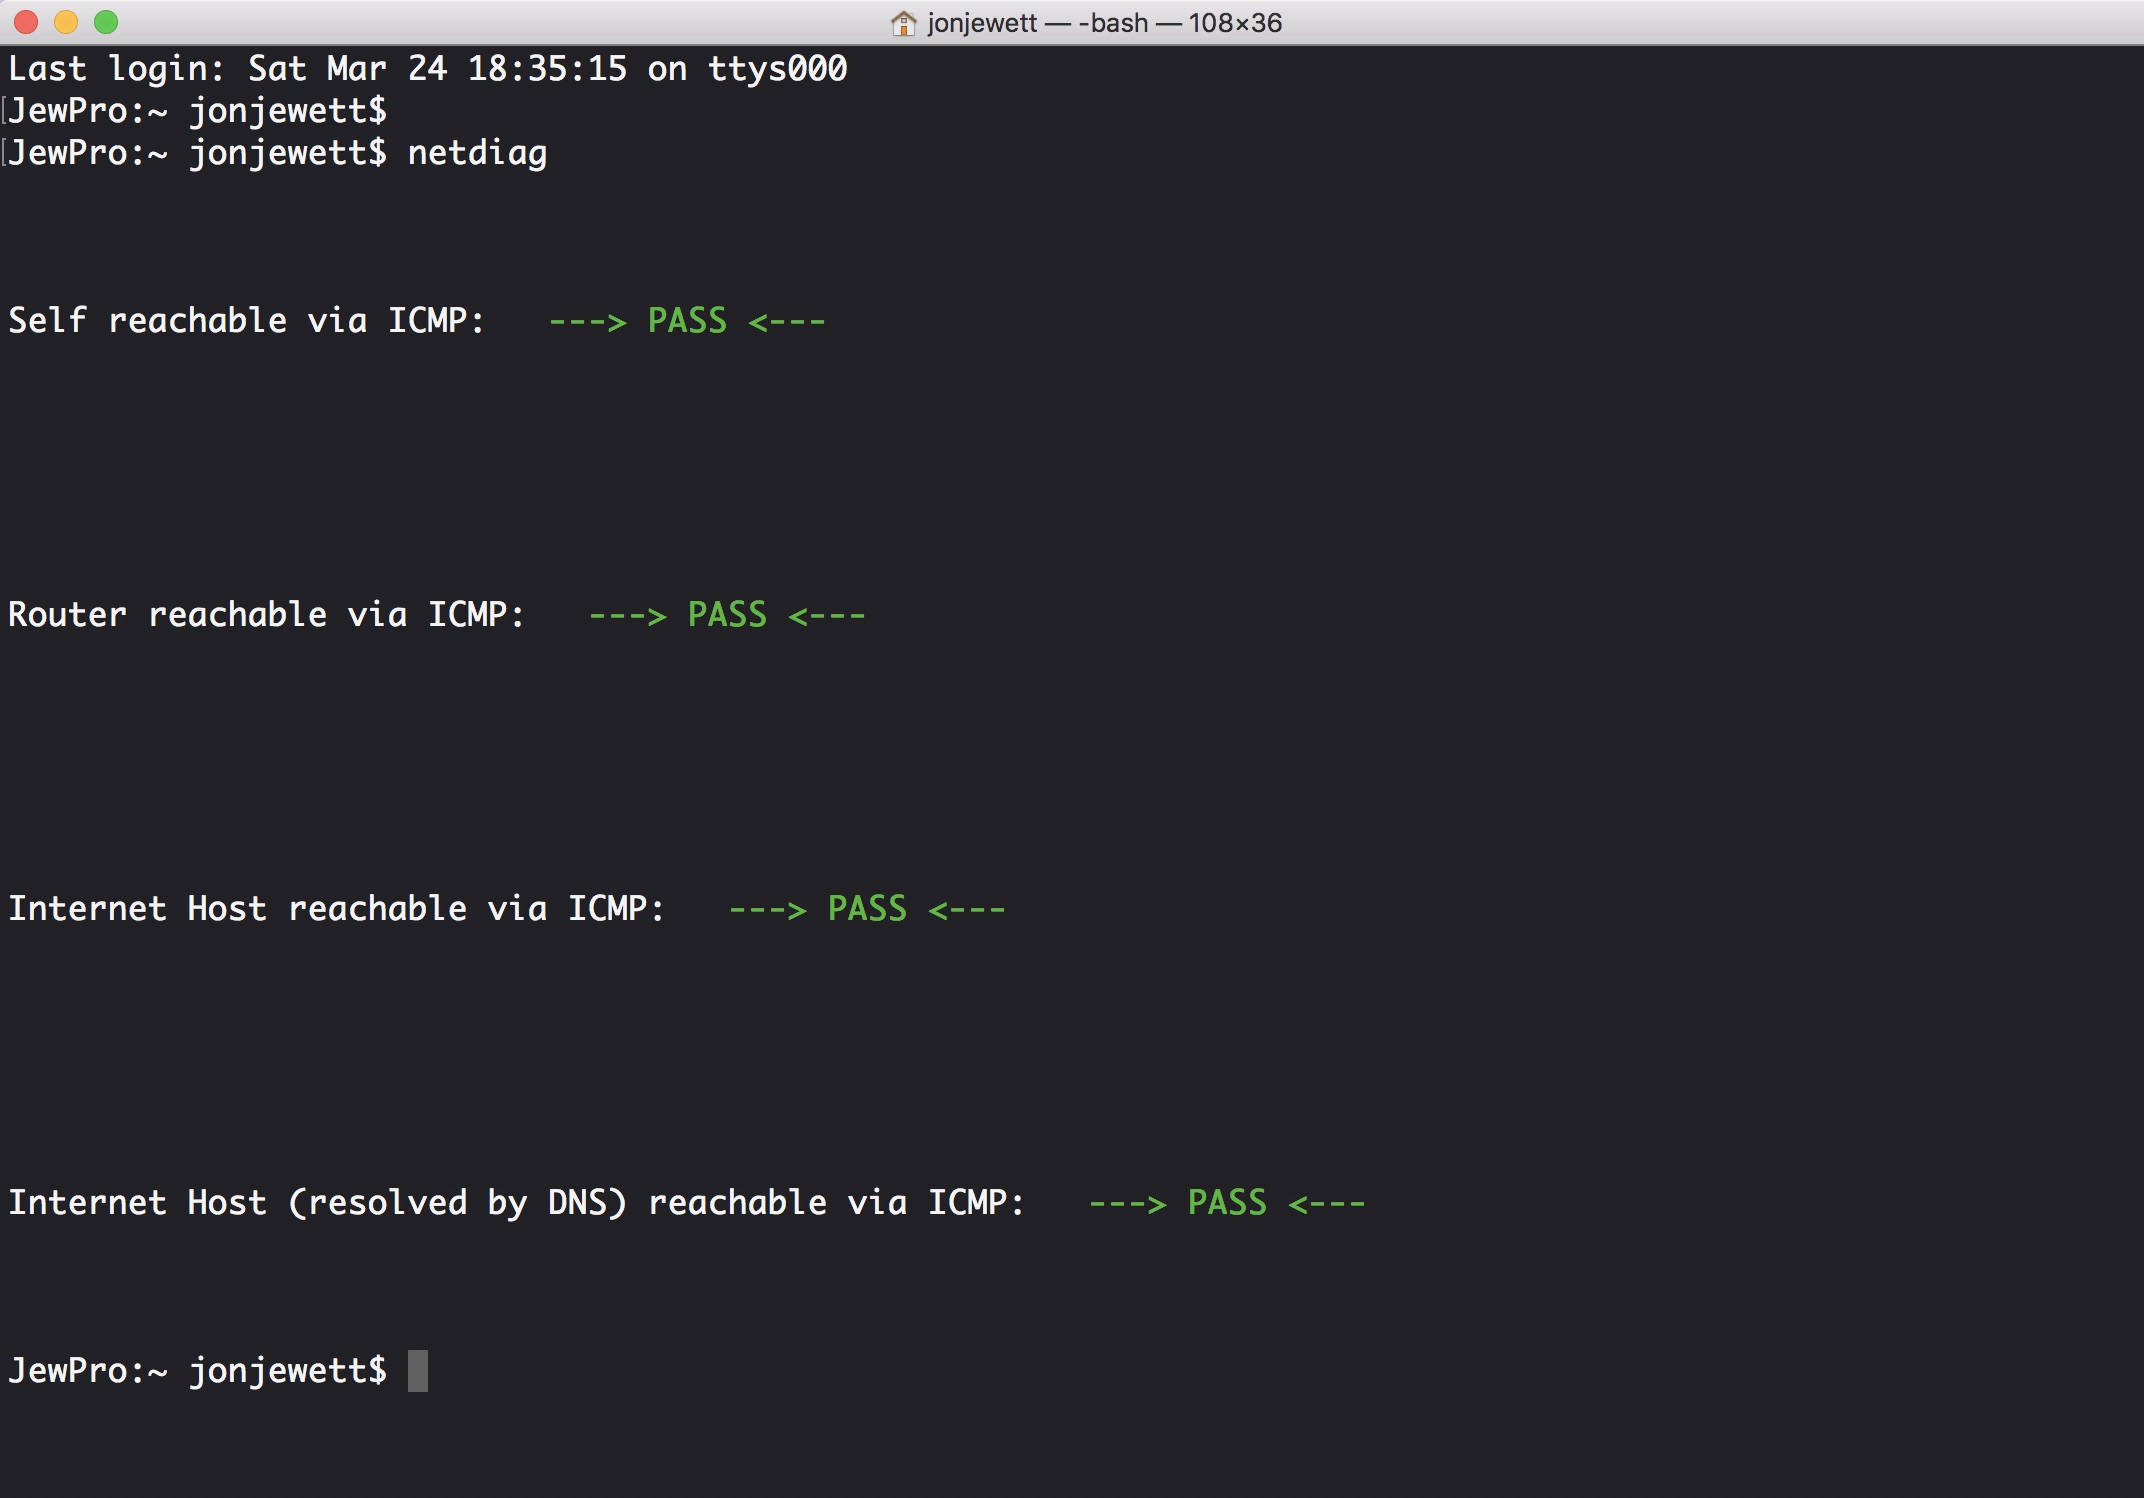 jonjewett — -bash — 108×36
Last login: Sat Mar 24 18:35:15 on ttys000
[JewPro:~ jonjewett$
[JewPro:~ jonjewett$ netdiag
Self reachable via ICMP:   ---> PASS <---
Router reachable via ICMP:   ---> PASS <---
Internet Host reachable via ICMP:   ---> PASS <---
Internet Host (resolved by DNS) reachable via ICMP:   ---> PASS <---
JewPro:~ jonjewett$